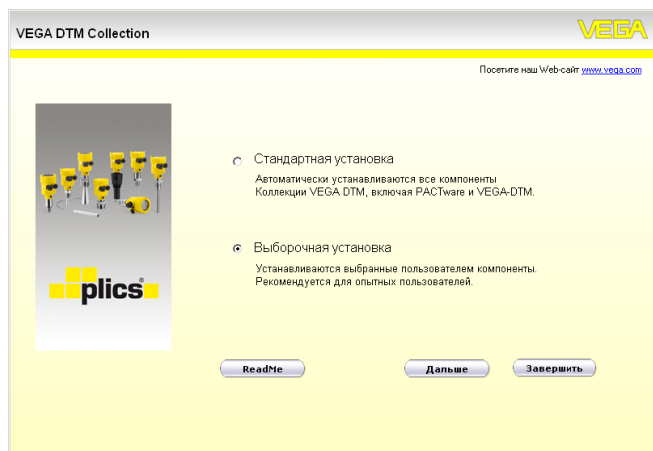 VEGA DTM Collection
VEGA
Посетите наш Web-сайт www.vega.com
Стандартная установка
Автоматически устанавливаются все компоненты
Коллекции VEGA DTM, включая PACTware и VEGA-DTM.
Выборочная установка
Устанавливаются выбранные пользователем компоненты.
Рекомендуется для опытных пользователей.
plics®
ReadMe
Дальше
Завершить